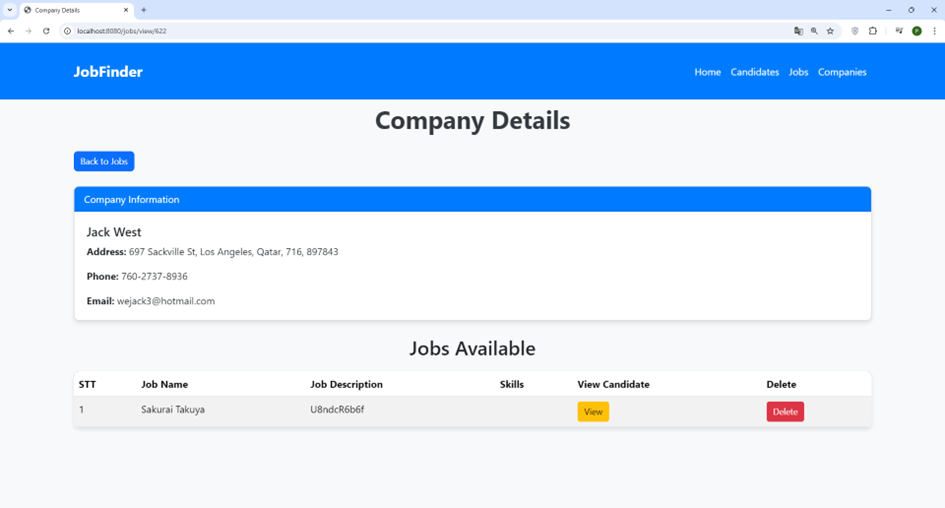 Company Details
localhost:8080/jobs/view/622
P
JobFinder
Home Candidates Jobs Companies
Company Details
Back to Jobs
Company Information
Jack West
Address: 697 Sackville St, Los Angeles, Qatar, 716, 897843
Phone: 760-2737-8936
Email: wejack3@hotmail.com
Jobs Available
STT Job Name Job Description Skills View Candidate Delete
1 Sakurai Takuya U8ndcR6b6f View Delete